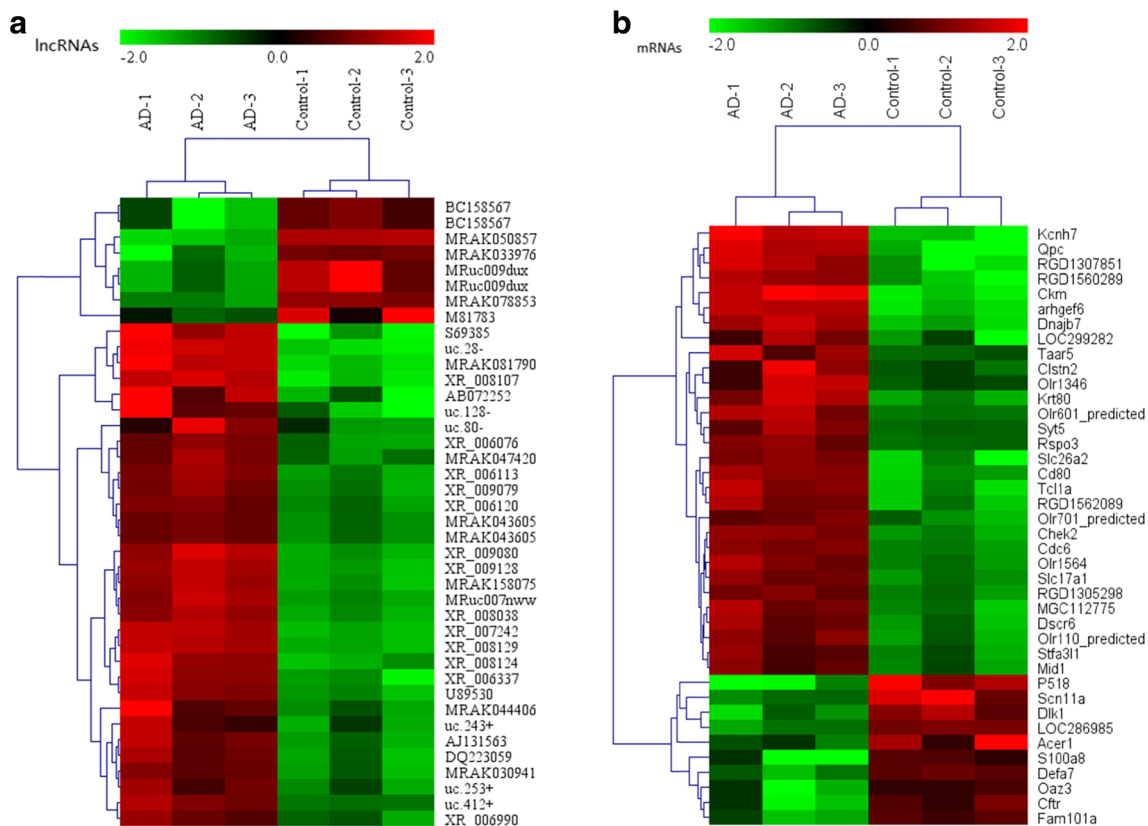 a
lncRNAs
-2.0 0.0 2.0
AD-1 AD-2 AD-3 Control-1 Control-2 Control-3
BC158567
BC158567
MRAK050857
MRAK033976
MRuc009dux
MRuc009dux
MRAK078853
M81783
S69385
uc.28-
MRAK081790
XR_008107
AB072252
uc.128-
uc.80-
XR_006076
MRAK047420
XR_006113
XR_009079
XR_006120
MRAK043605
MRAK043605
XR_009080
XR_009128
MRAK158075
MRuc007nww
XR_008038
XR_007242
XR_008129
XR_008124
XR_006337
U89530
MRAK044406
uc.243+
AJ131563
DQ223059
MRAK030941
uc.253+
uc.412+
XR_006990
b
mRNAs
-2.0 0.0 2.0
AD-1 AD-2 AD-3 Control-1 Control-2 Control-3
Kcnh7
Qpc
RGD1307851
RGD1560289
Ckm
arhgef6
Dnajb7
LOC299282
Taar5
Clstn2
Olr1346
Krt80
Olr601_predicted
Syt5
Rspo3
Slc26a2
Cd80
Tcl1a
RGD1562089
Olr701_predicted
Chek2
Cdc6
Olr1564
Slc17a1
RGD1305298
MGC112775
Dscr6
Olr110_predicted
Stfa3l1
Mid1
P518
Scn11a
Dlk1
LOC286985
Acer1
S100a8
Defa7
Oaz3
Cftr
Fam101a